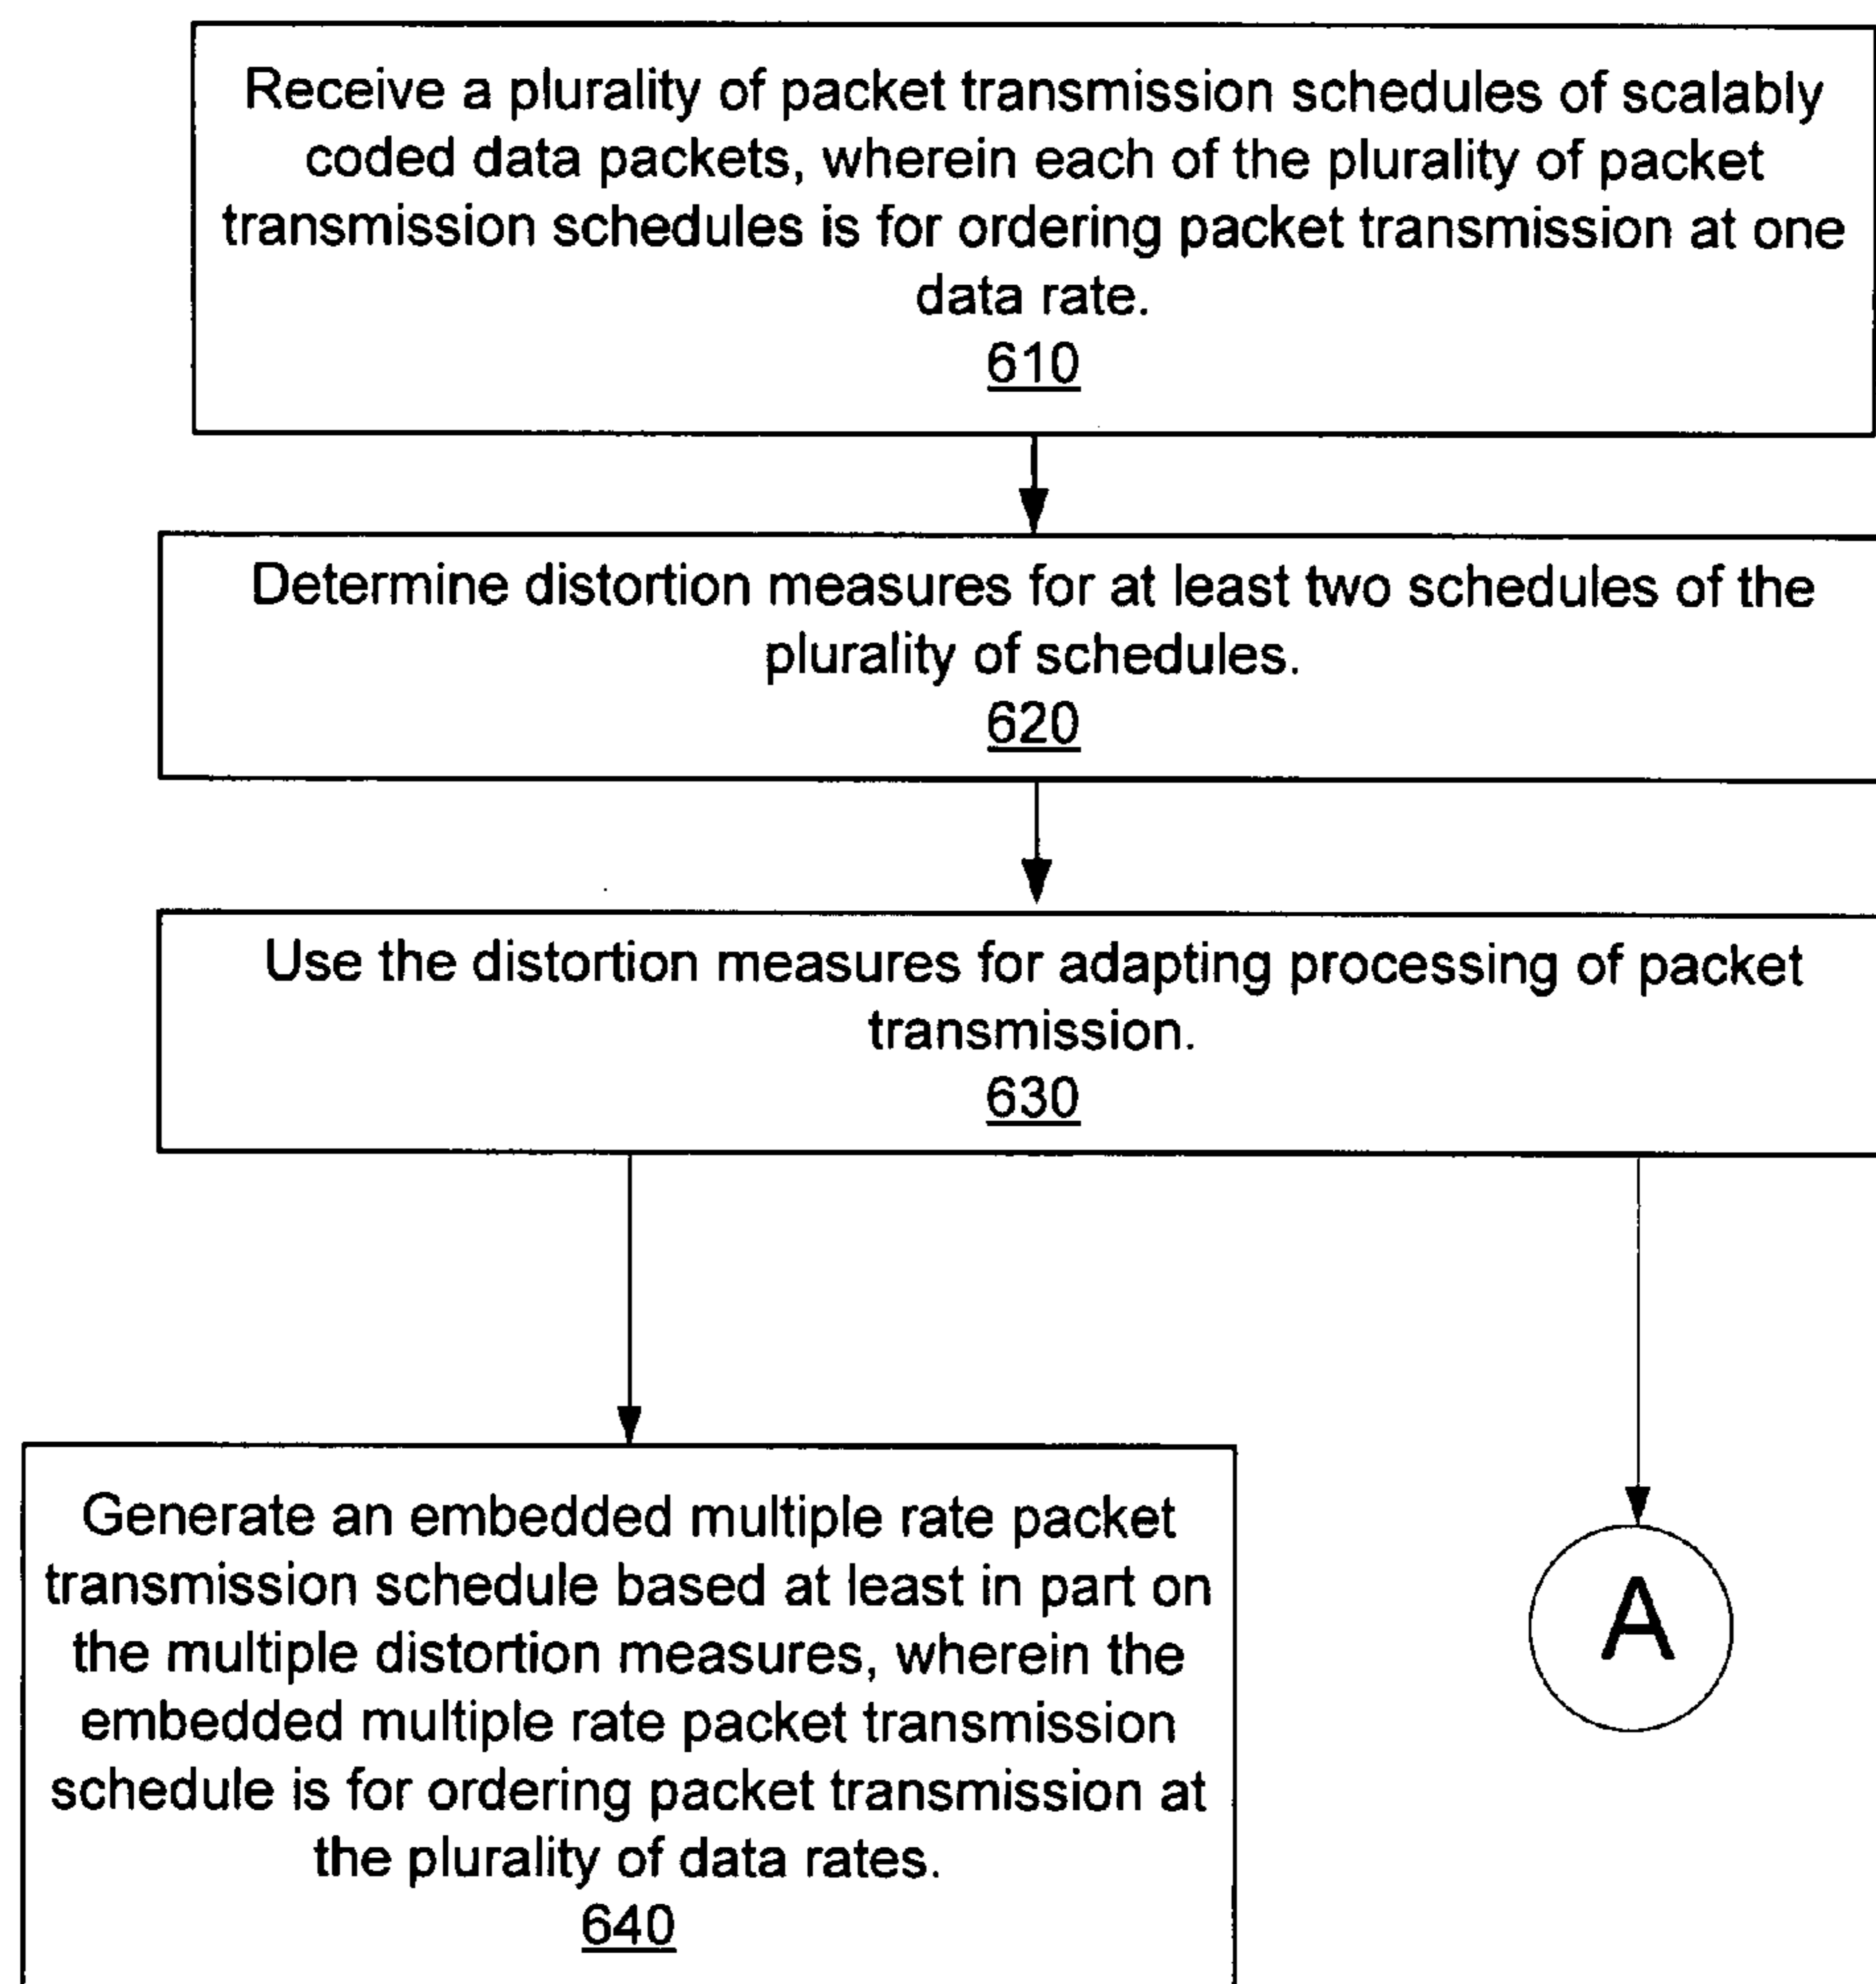 Receive a plurality of packet transmission schedules of scalably
coded data packets, wherein each of the plurality of packet
transmission schedules is for ordering packet transmission at one
data rate.
610
Determine distortion measures for at least two schedules of the
plurality of schedules.
620
Use the distortion measures for adapting processing of packet
transmission.
630
Generate an embedded multiple rate packet
transmission schedule based at least in part on
the multiple distortion measures, wherein the
embedded multiple rate packet transmission
schedule is for ordering packet transmission at
the plurality of data rates.
640
A